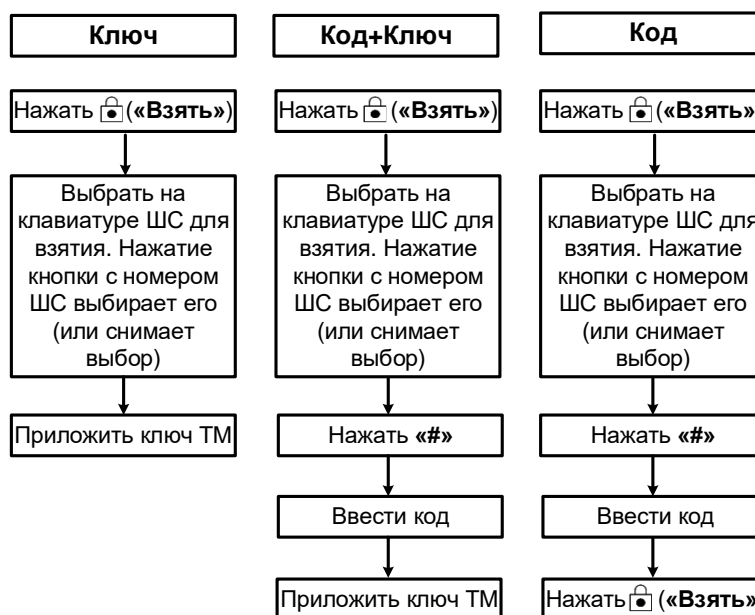 Ключ
Нажать («Взять»)
Выбрать на
клавиатуре ШС для
взятия. Нажатие
кнопки с номером
ШС выбирает его
(или снимает
выбор)
Приложить ключ ТМ
Код+Ключ
Нажать («Взять»)
Выбрать на
клавиатуре ШС для
взятия. Нажатие
кнопки с номером
ШС выбирает его
(или снимает
выбор)
Нажать «#»
Ввести код
Приложить ключ ТМ
Код
Нажать («Взять»
Выбрать на
клавиатуре ШС для
взятия. Нажатие
кнопки с номером
ШС выбирает его
(или снимает
выбор)
Нажать «#»
Ввести код
Нажать («Взять»